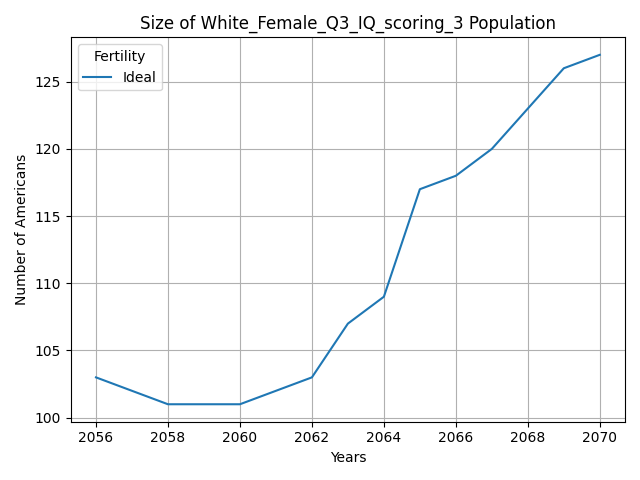 Size of White_Female_Q3_IQ_scoring_3 Population
Fertility
Ideal
Number of Americans
125
120
115
110
105
100
2056 2058 2060 2062 2064 2066 2068 2070
Years